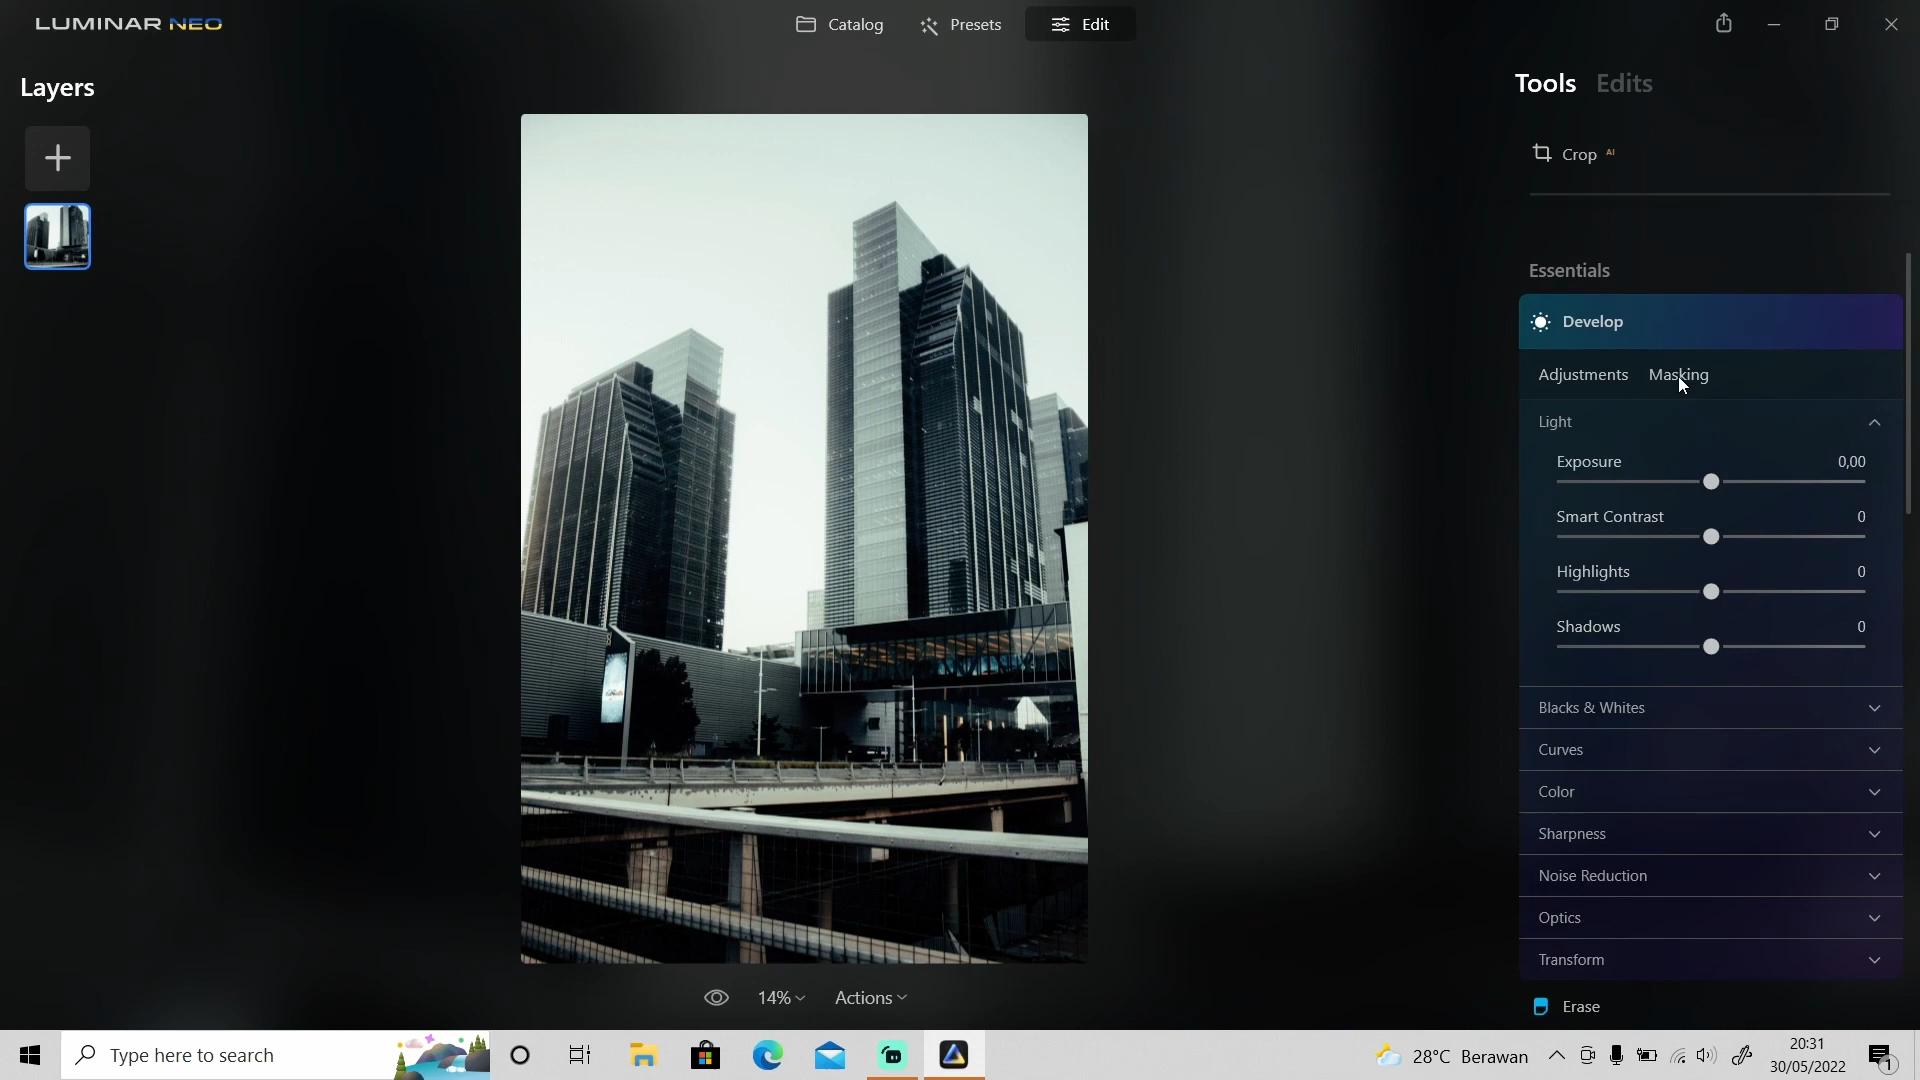 LUMINAR NEO
Catalog
Presets
Edit
Layers
Tools
Edits
Crop AI
Essentials
Develop
Adjustments
Masking
Light
Exposure
0,00
Smart Contrast
0
Highlights
0
Shadows
0
Blacks & Whites
Curves
Color
Sharpness
Noise Reduction
Optics
Transform
Erase
14%
Actions
Type here to search
28°C Berawan
20:31
30/05/2022
1